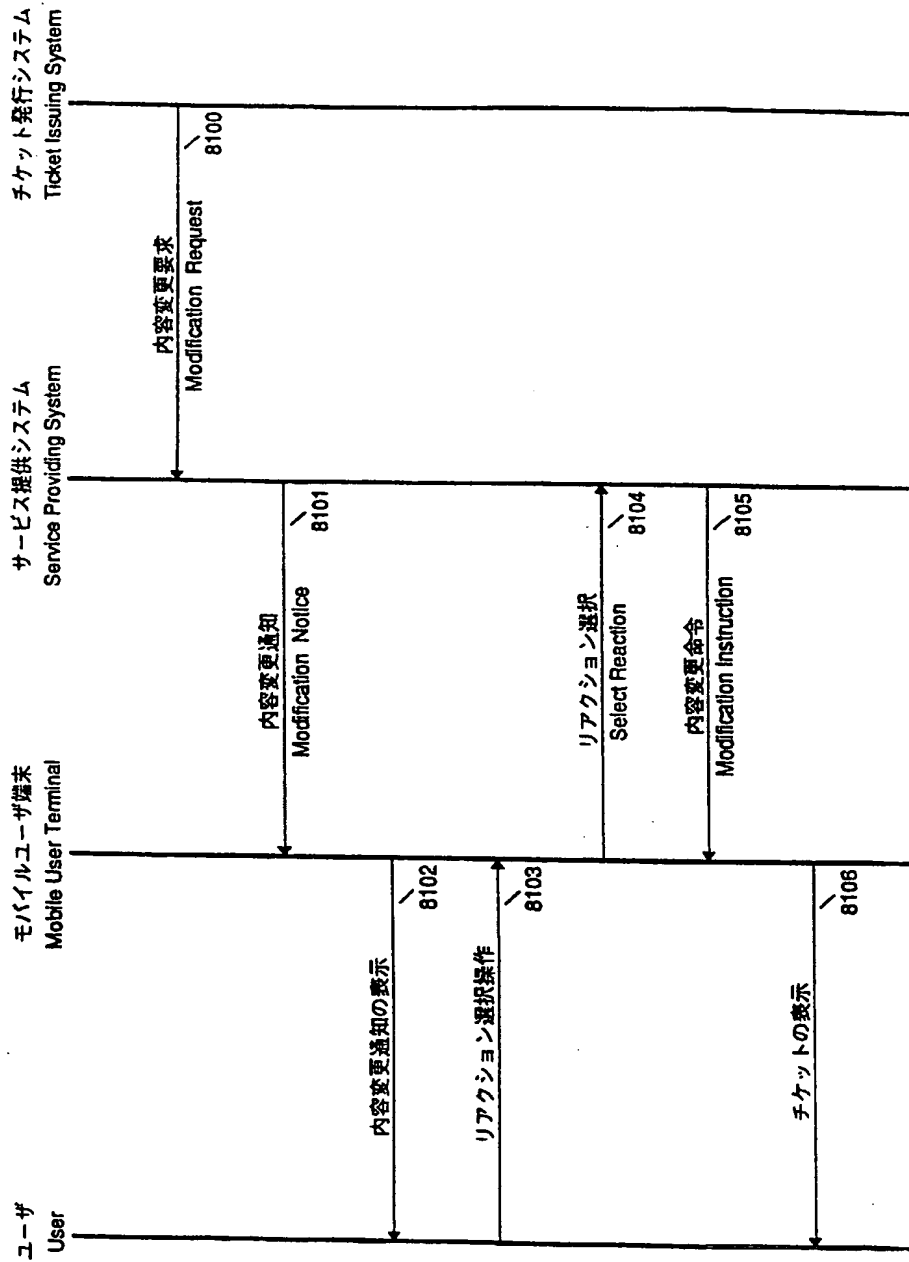 ユーザ
User
モバイルユーザ端末
Mobile User Terminal
サービス提供システム
Service Providing System
チケット発行システム
Ticket Issuing System
内容変更要求
Modification Request
8100
内容変更通知
Modification Notice
8101
内容変更通知の表示
8102
リアクション選択操作
8103
リアクション選択
Select Reaction
8104
内容変更命令
Modification Instruction
8105
チケットの表示
8106